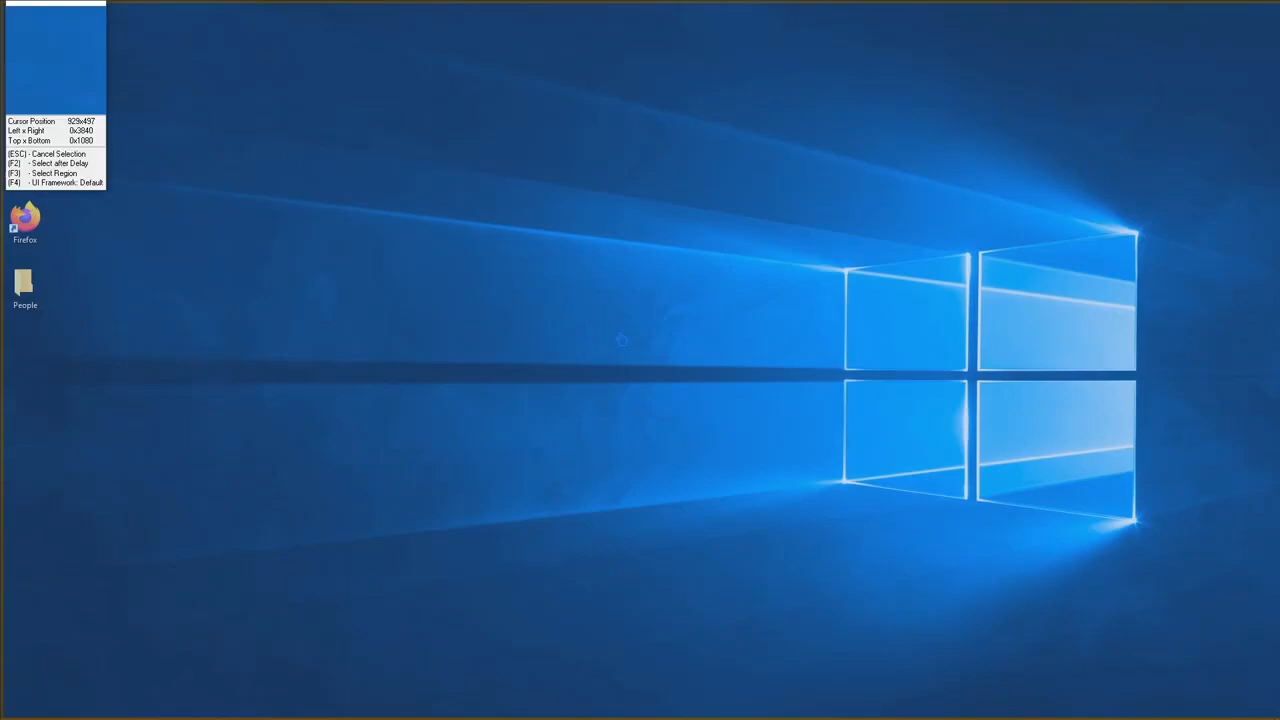 Cursor Position 929x497
Left x Right 0x3840
Top x Bottom 0x1080
(ESC) - Cancel Selection
(F2) - Select after Delay
(F3) - Select Region
(F4) - UI Framework: Default
Firefox
People